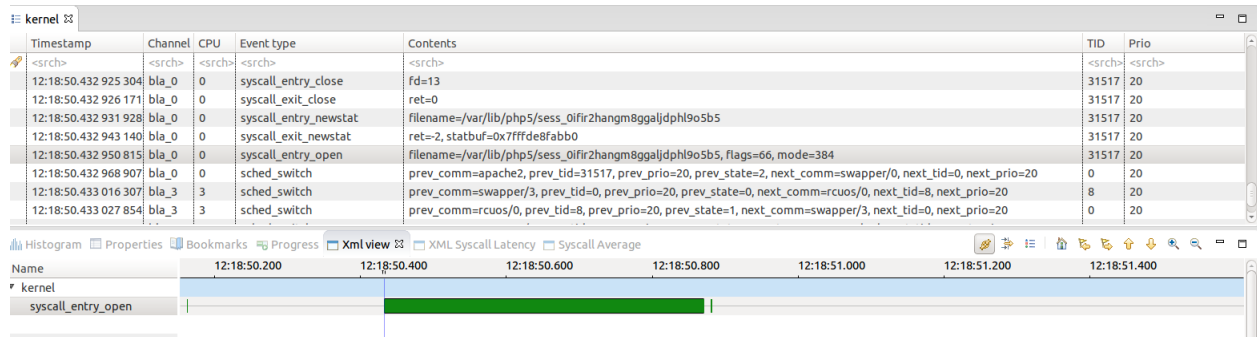 kernel
Timestamp Channel CPU Event type Contents TID Prio
<srch> <srch> <srch> <srch> <srch> <srch> <srch>
12:18:50.432 925 304 bla_0 0 syscall_entry_close fd=13 31517 20
12:18:50.432 926 171 bla_0 0 syscall_exit_close ret=0 31517 20
12:18:50.432 931 928 bla_0 0 syscall_entry_newstat filename=/var/lib/php5/sess_0ifir2hangm8ggaljdphl9o5b5 31517 20
12:18:50.432 943 140 bla_0 0 syscall_exit_newstat ret=-2, statbuf=0x7fffde8fabb0 31517 20
12:18:50.432 950 815 bla_0 0 syscall_entry_open filename=/var/lib/php5/sess_0ifir2hangm8ggaljdphl9o5b5, flags=66, mode=384 31517 20
12:18:50.432 968 907 bla_0 0 sched_switch prev_comm=apache2, prev_tid=31517, prev_prio=20, prev_state=2, next_comm=swapper/0, next_tid=0, next_prio=20 0 20
12:18:50.433 016 307 bla_3 3 sched_switch prev_comm=swapper/3, prev_tid=0, prev_prio=20, prev_state=0, next_comm=rcuos/0, next_tid=8, next_prio=20 8 20
12:18:50.433 027 854 bla_3 3 sched_switch prev_comm=rcuos/0, prev_tid=8, prev_prio=20, prev_state=1, next_comm=swapper/3, next_tid=0, next_prio=20 0 20
Histogram Properties Bookmarks Progress Xml view XML Syscall Latency Syscall Average
Name 12:18:50.200 12:18:50.400 12:18:50.600 12:18:50.800 12:18:51.000 12:18:51.200 12:18:51.400
kernel
syscall_entry_open